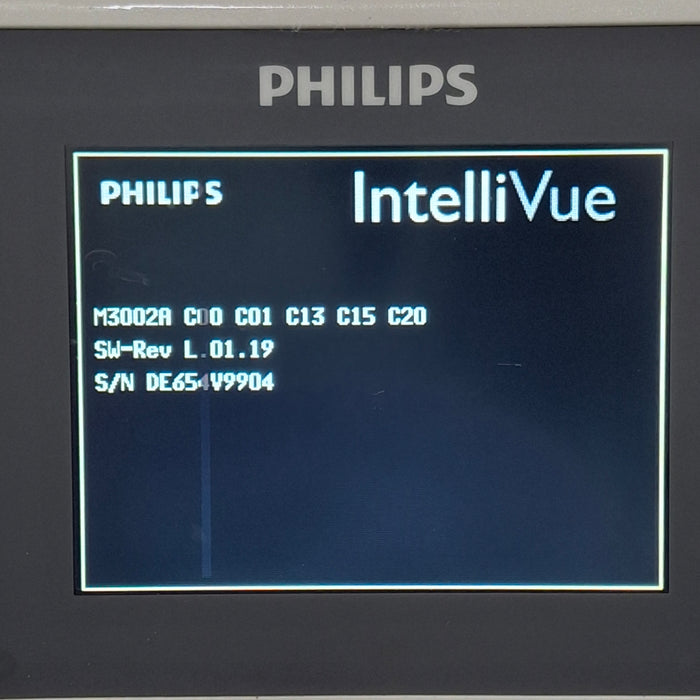 PHILIPS
PHILIPS IntelliVue
M3002A C00 C01 C13 C15 C20
SW-Rev L.01.19
S/N DE654V9904